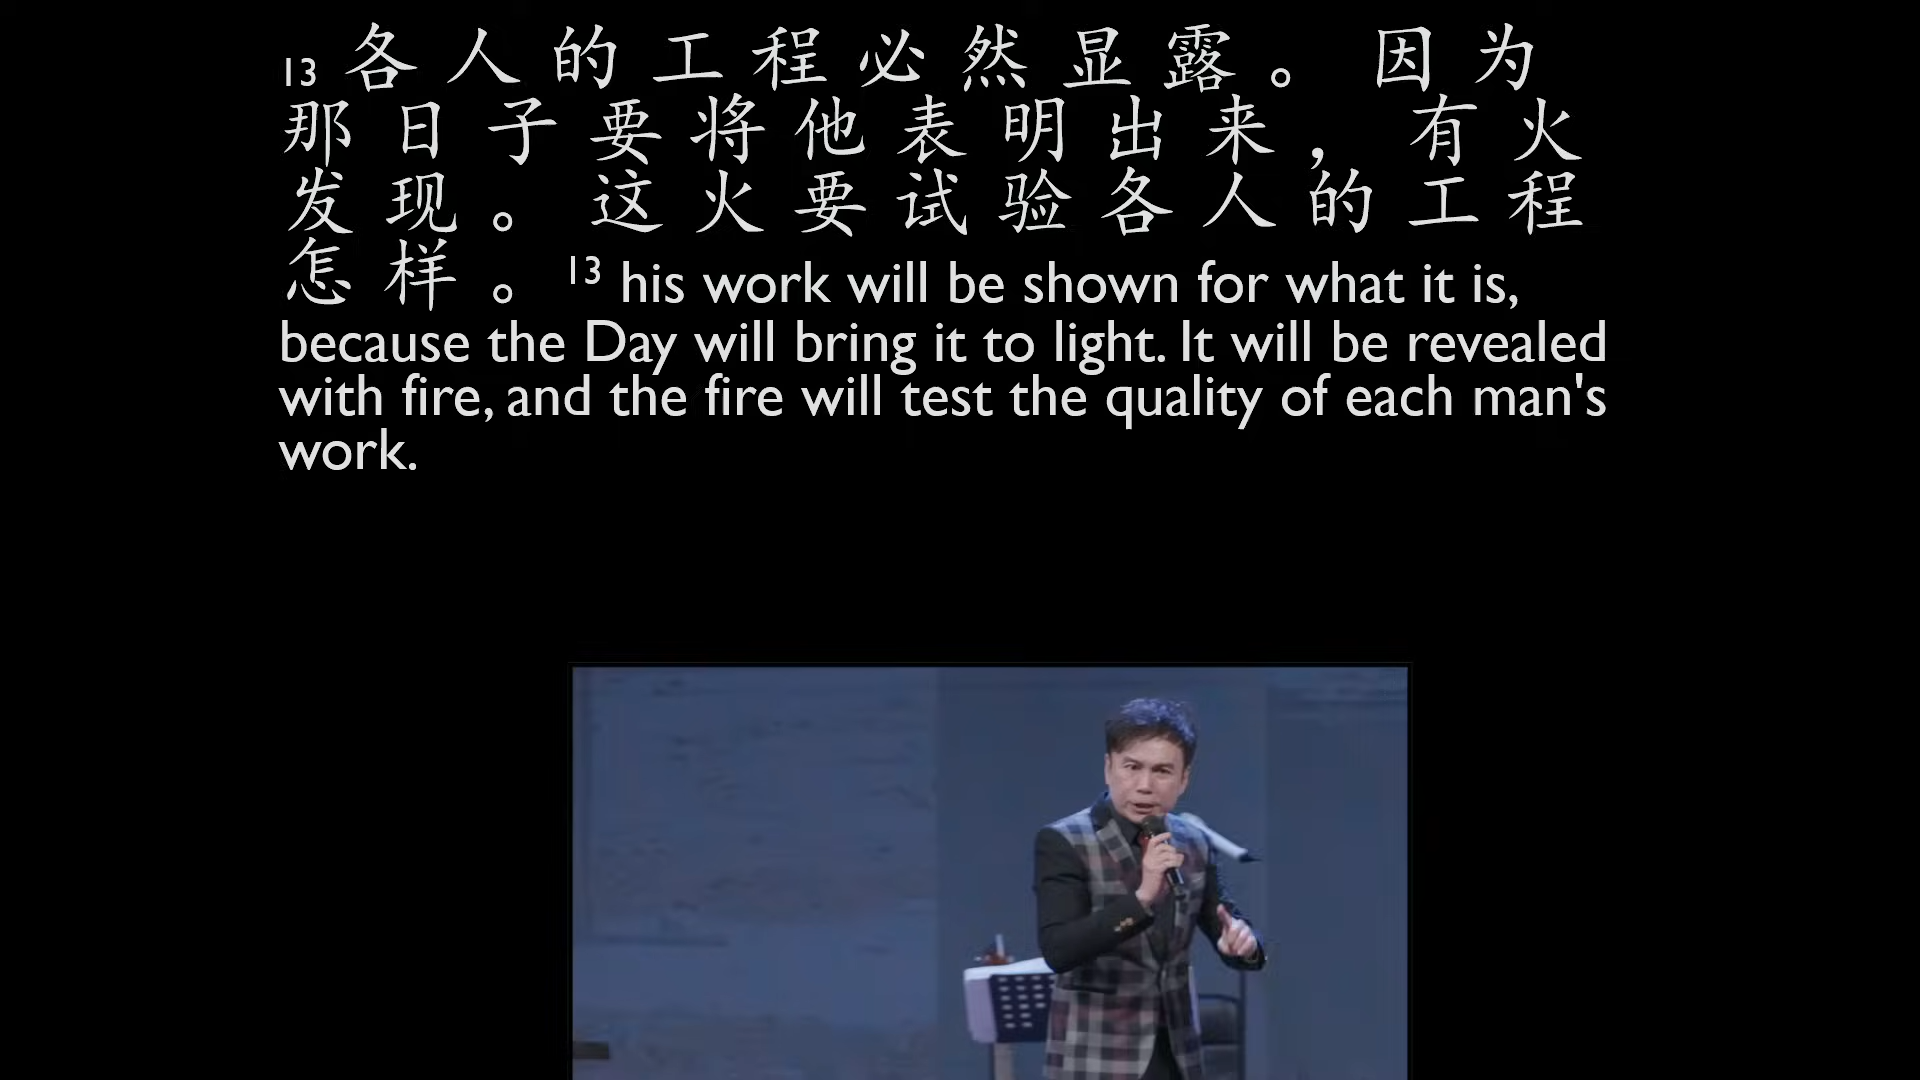 13 各人的工程必然显露。因为
那日子要将他表明出来，有火
发现。这火要试验各人的工程
怎样。13 his work will be shown for what it is,
because the Day will bring it to light. It will be revealed
with fire, and the fire will test the quality of each man's
work.